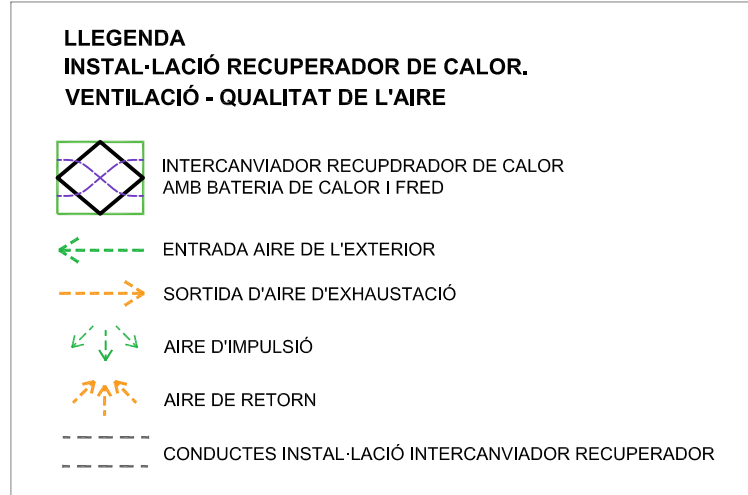 LLEGENDA
INSTAL·LACIÓ RECUPERADOR DE CALOR.
VENTILACIÓ - QUALITAT DE L'AIRE
INTERCANVIADOR RECUPDRADOR DE CALOR
AMB BATERIA DE CALOR I FRED
ENTRADA AIRE DE L'EXTERIOR
SORTIDA D'AIRE D'EXHAUSTACIÓ
AIRE D'IMPULSIÓ
AIRE DE RETORN
CONDUCTES INSTAL·LACIÓ INTERCANVIADOR RECUPERADOR